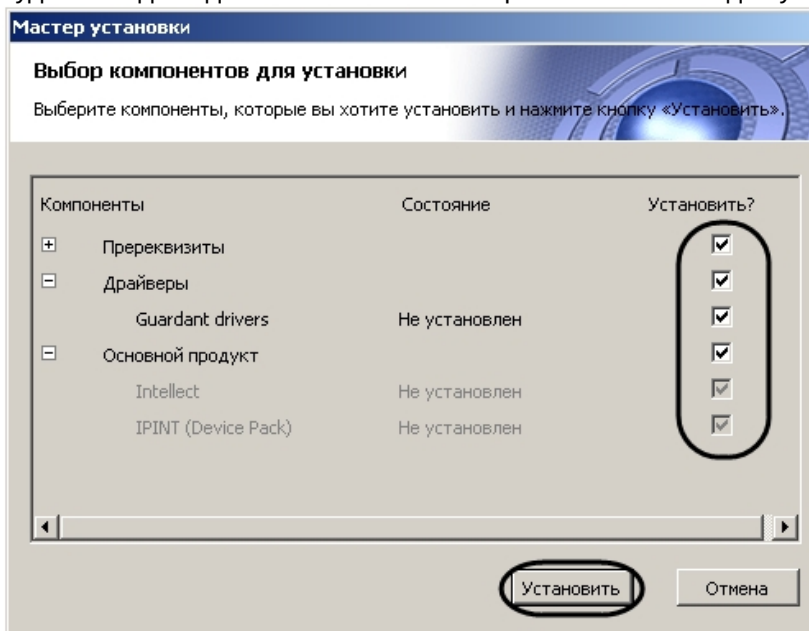 Мастер установки
Выбор компонентов для установки
Выберите компоненты, которые вы хотите установить и нажмите кнопку «Установить».
Компоненты Состояние Установить?
Пререквизиты
Драйверы
Guardant drivers Не установлен
Основной продукт
Intellect Не установлен
IPINT (Device Pack) Не установлен
Установить Отмена